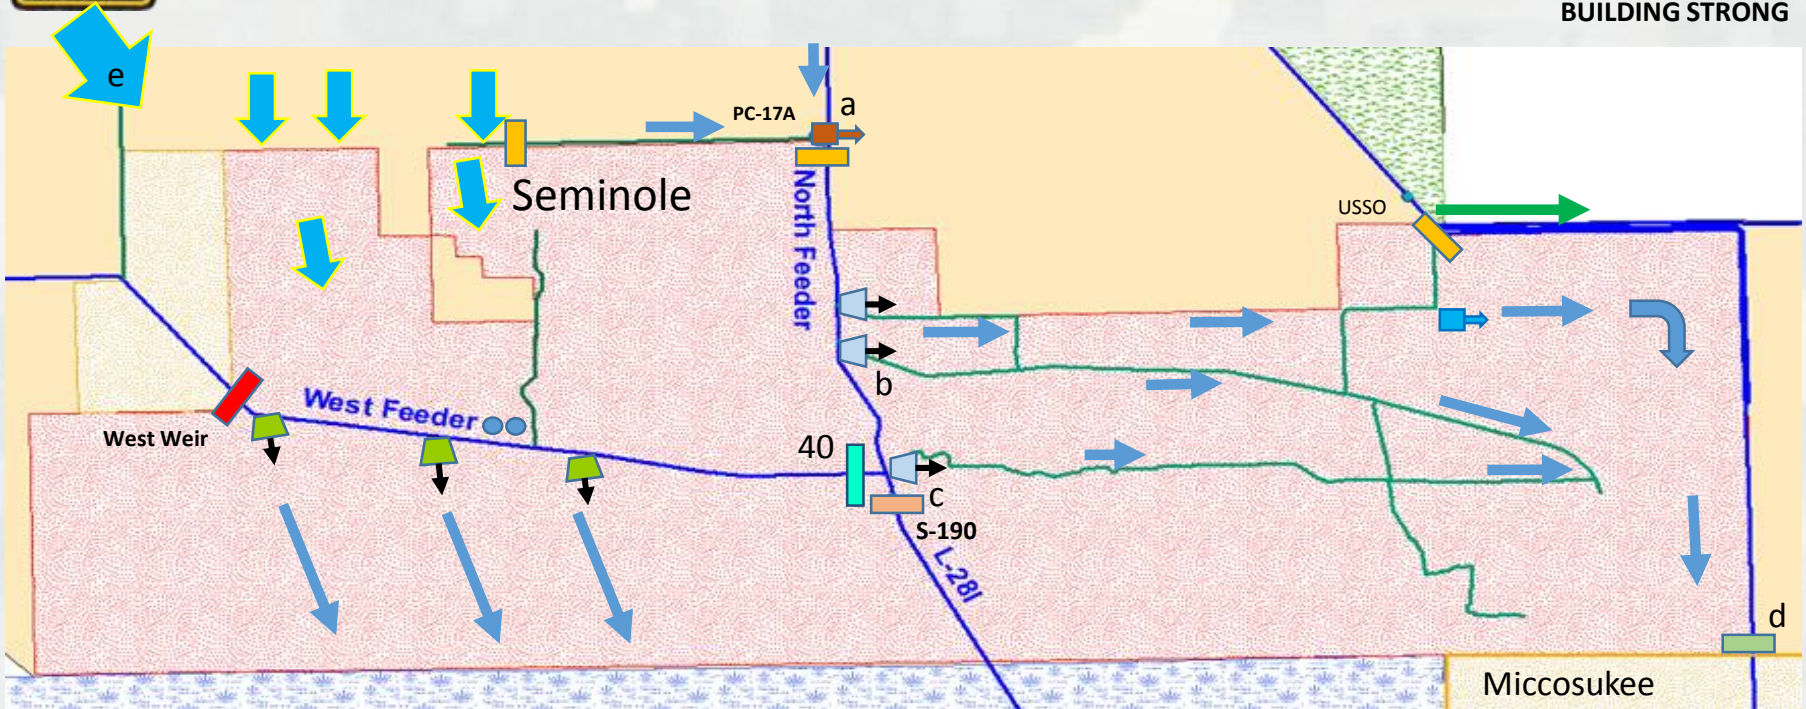 BUILDING STRONG
e
PC-17A
a
Seminole
North Feeder
USSO
b
West Feeder
West Weir
40
c
S-190
L-28I
d
Miccosukee